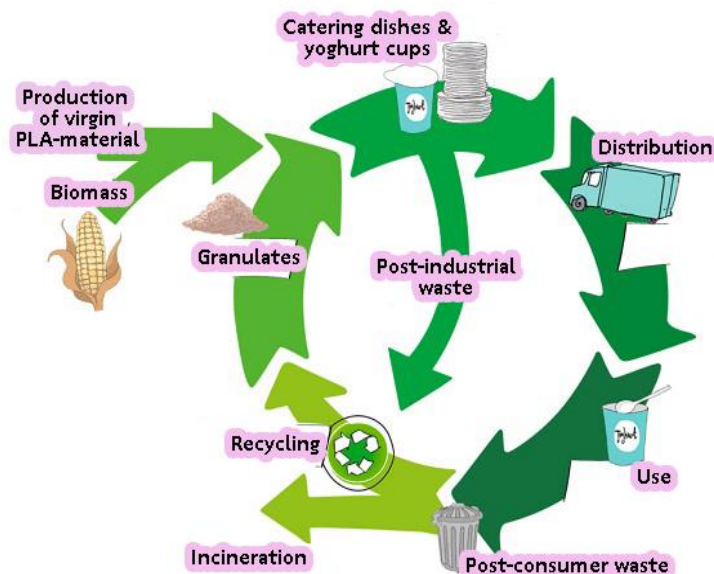 Catering dishes &
yoghurt cups
Production
of virgin
PLA-material
Biomass
Granulates
Distribution
Post-industrial
waste
Recycling
Use
Incineration
Post-consumer waste